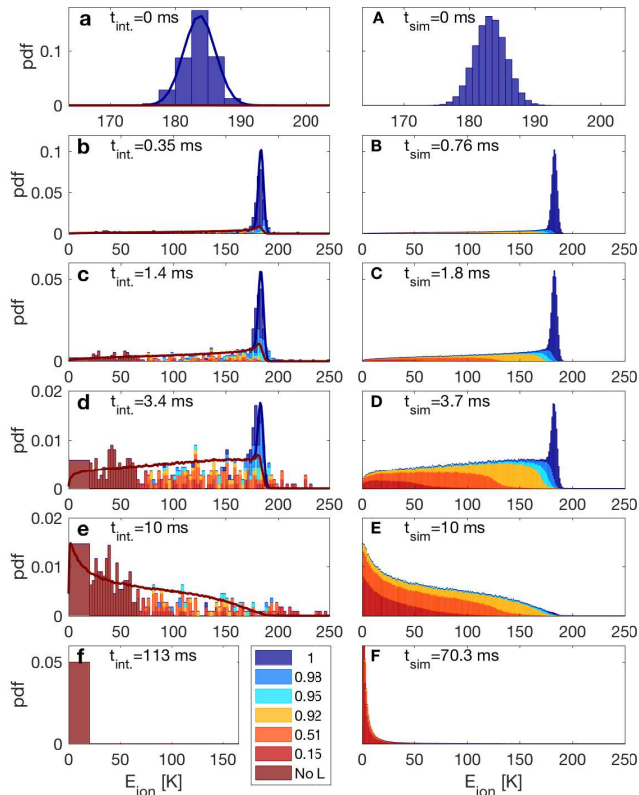 a t_int.=0 ms
pdf
0.1
0
170 180 190 200
A t_sim=0 ms
170 180 190 200
b t_int.=0.35 ms
pdf
0.1
0.05
0
0 50 100 150 200 250
B t_sim=0.76 ms
0 50 100 150 200 250
c t_int.=1.4 ms
pdf
0.05
0
0 50 100 150 200 250
C t_sim=1.8 ms
0 50 100 150 200 250
d t_int.=3.4 ms
pdf
0.02
0.01
0
0 50 100 150 200 250
D t_sim=3.7 ms
0 50 100 150 200 250
e t_int.=10 ms
pdf
0.02
0.01
0
0 50 100 150 200 250
E t_sim=10 ms
0 50 100 150 200 250
f t_int.=113 ms
pdf
0.05
0
0 50 100 150
E_ion [K]
1
0.98
0.95
0.92
0.51
0.15
No L
F t_sim=70.3 ms
0 50 100 150 200 250
E_ion [K]